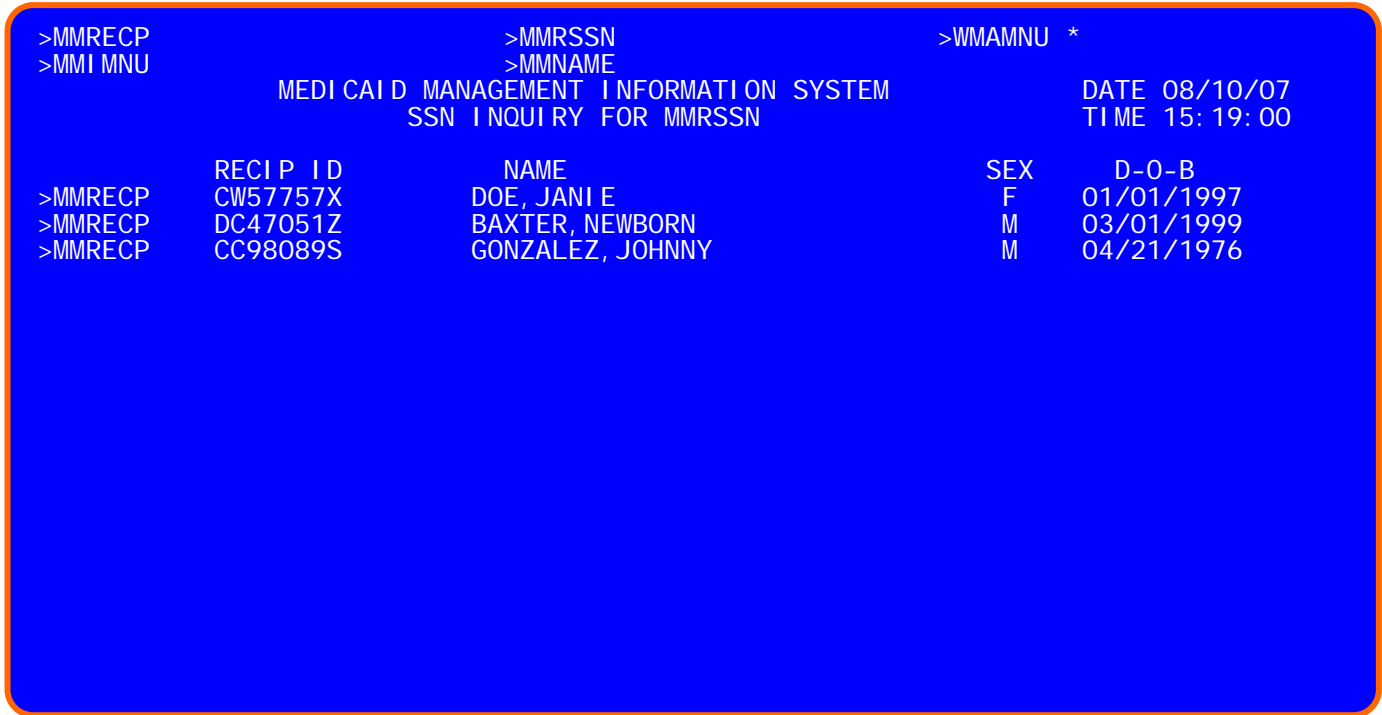 >MMRECP >MMRSSN >WMAMNU *
>MMIMNU >MMNAME
MEDICAID MANAGEMENT INFORMATION SYSTEM DATE 08/10/07
SSN INQUIRY FOR MMRSSN TIME 15:19:00
RECIP ID NAME SEX D-O-B
>MMRECP CW57757X DOE,JANIE F 01/01/1997
>MMRECP DC47051Z BAXTER,NEWBORN M 03/01/1999
>MMRECP CC98089S GONZALEZ,JOHNNY M 04/21/1976